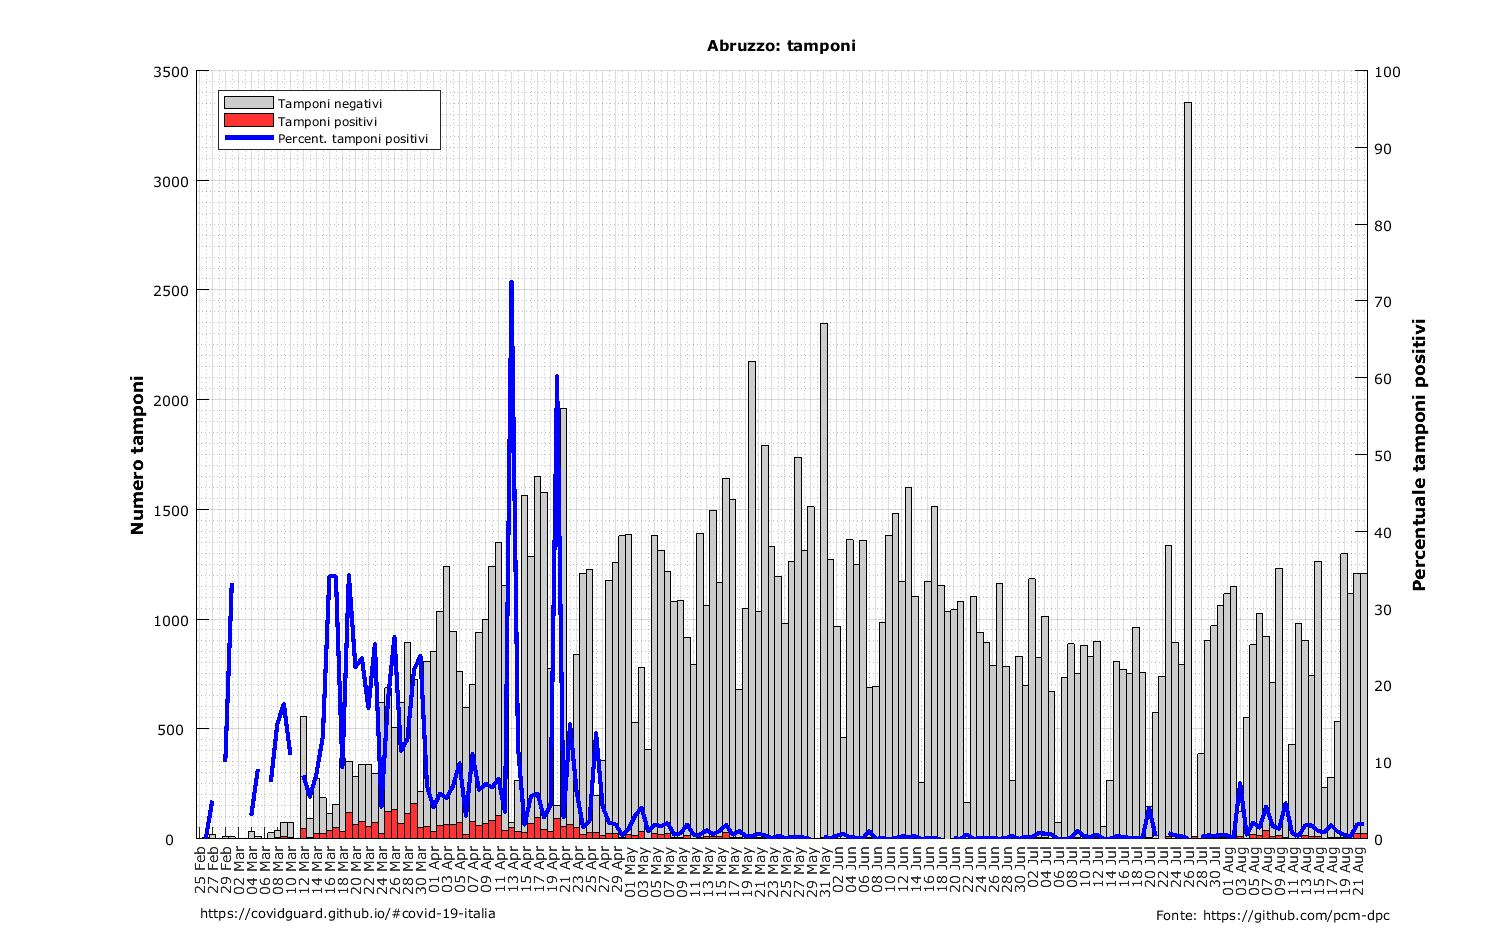 Abruzzo: tamponi
3500
3000
2500
2000
1500
1000
500
0
Numero tamponi
Tamponi negativi
Tamponi positivi
Percent. tamponi positivi
100
90
80
70
60
50
40
30
20
10
0
Percentuale tamponi positivi
25 Feb
27 Feb
29 Feb
02 Mar
04 Mar
06 Mar
08 Mar
10 Mar
12 Mar
14 Mar
16 Mar
18 Mar
20 Mar
22 Mar
24 Mar
26 Mar
28 Mar
30 Mar
01 Apr
03 Apr
05 Apr
07 Apr
09 Apr
11 Apr
13 Apr
15 Apr
17 Apr
19 Apr
21 Apr
23 Apr
25 Apr
27 Apr
29 Apr
01 May
03 May
05 May
07 May
09 May
11 May
13 May
15 May
17 May
19 May
21 May
23 May
25 May
27 May
29 May
31 May
02 Jun
04 Jun
06 Jun
08 Jun
10 Jun
12 Jun
14 Jun
16 Jun
18 Jun
20 Jun
22 Jun
24 Jun
26 Jun
28 Jun
30 Jun
02 Jul
04 Jul
06 Jul
08 Jul
10 Jul
12 Jul
14 Jul
16 Jul
18 Jul
20 Jul
22 Jul
24 Jul
26 Jul
28 Jul
30 Jul
01 Aug
03 Aug
05 Aug
07 Aug
09 Aug
11 Aug
13 Aug
15 Aug
17 Aug
19 Aug
21 Aug
https://covidguard.github.io/#covid-19-italia
Fonte: https://github.com/pcm-dpc